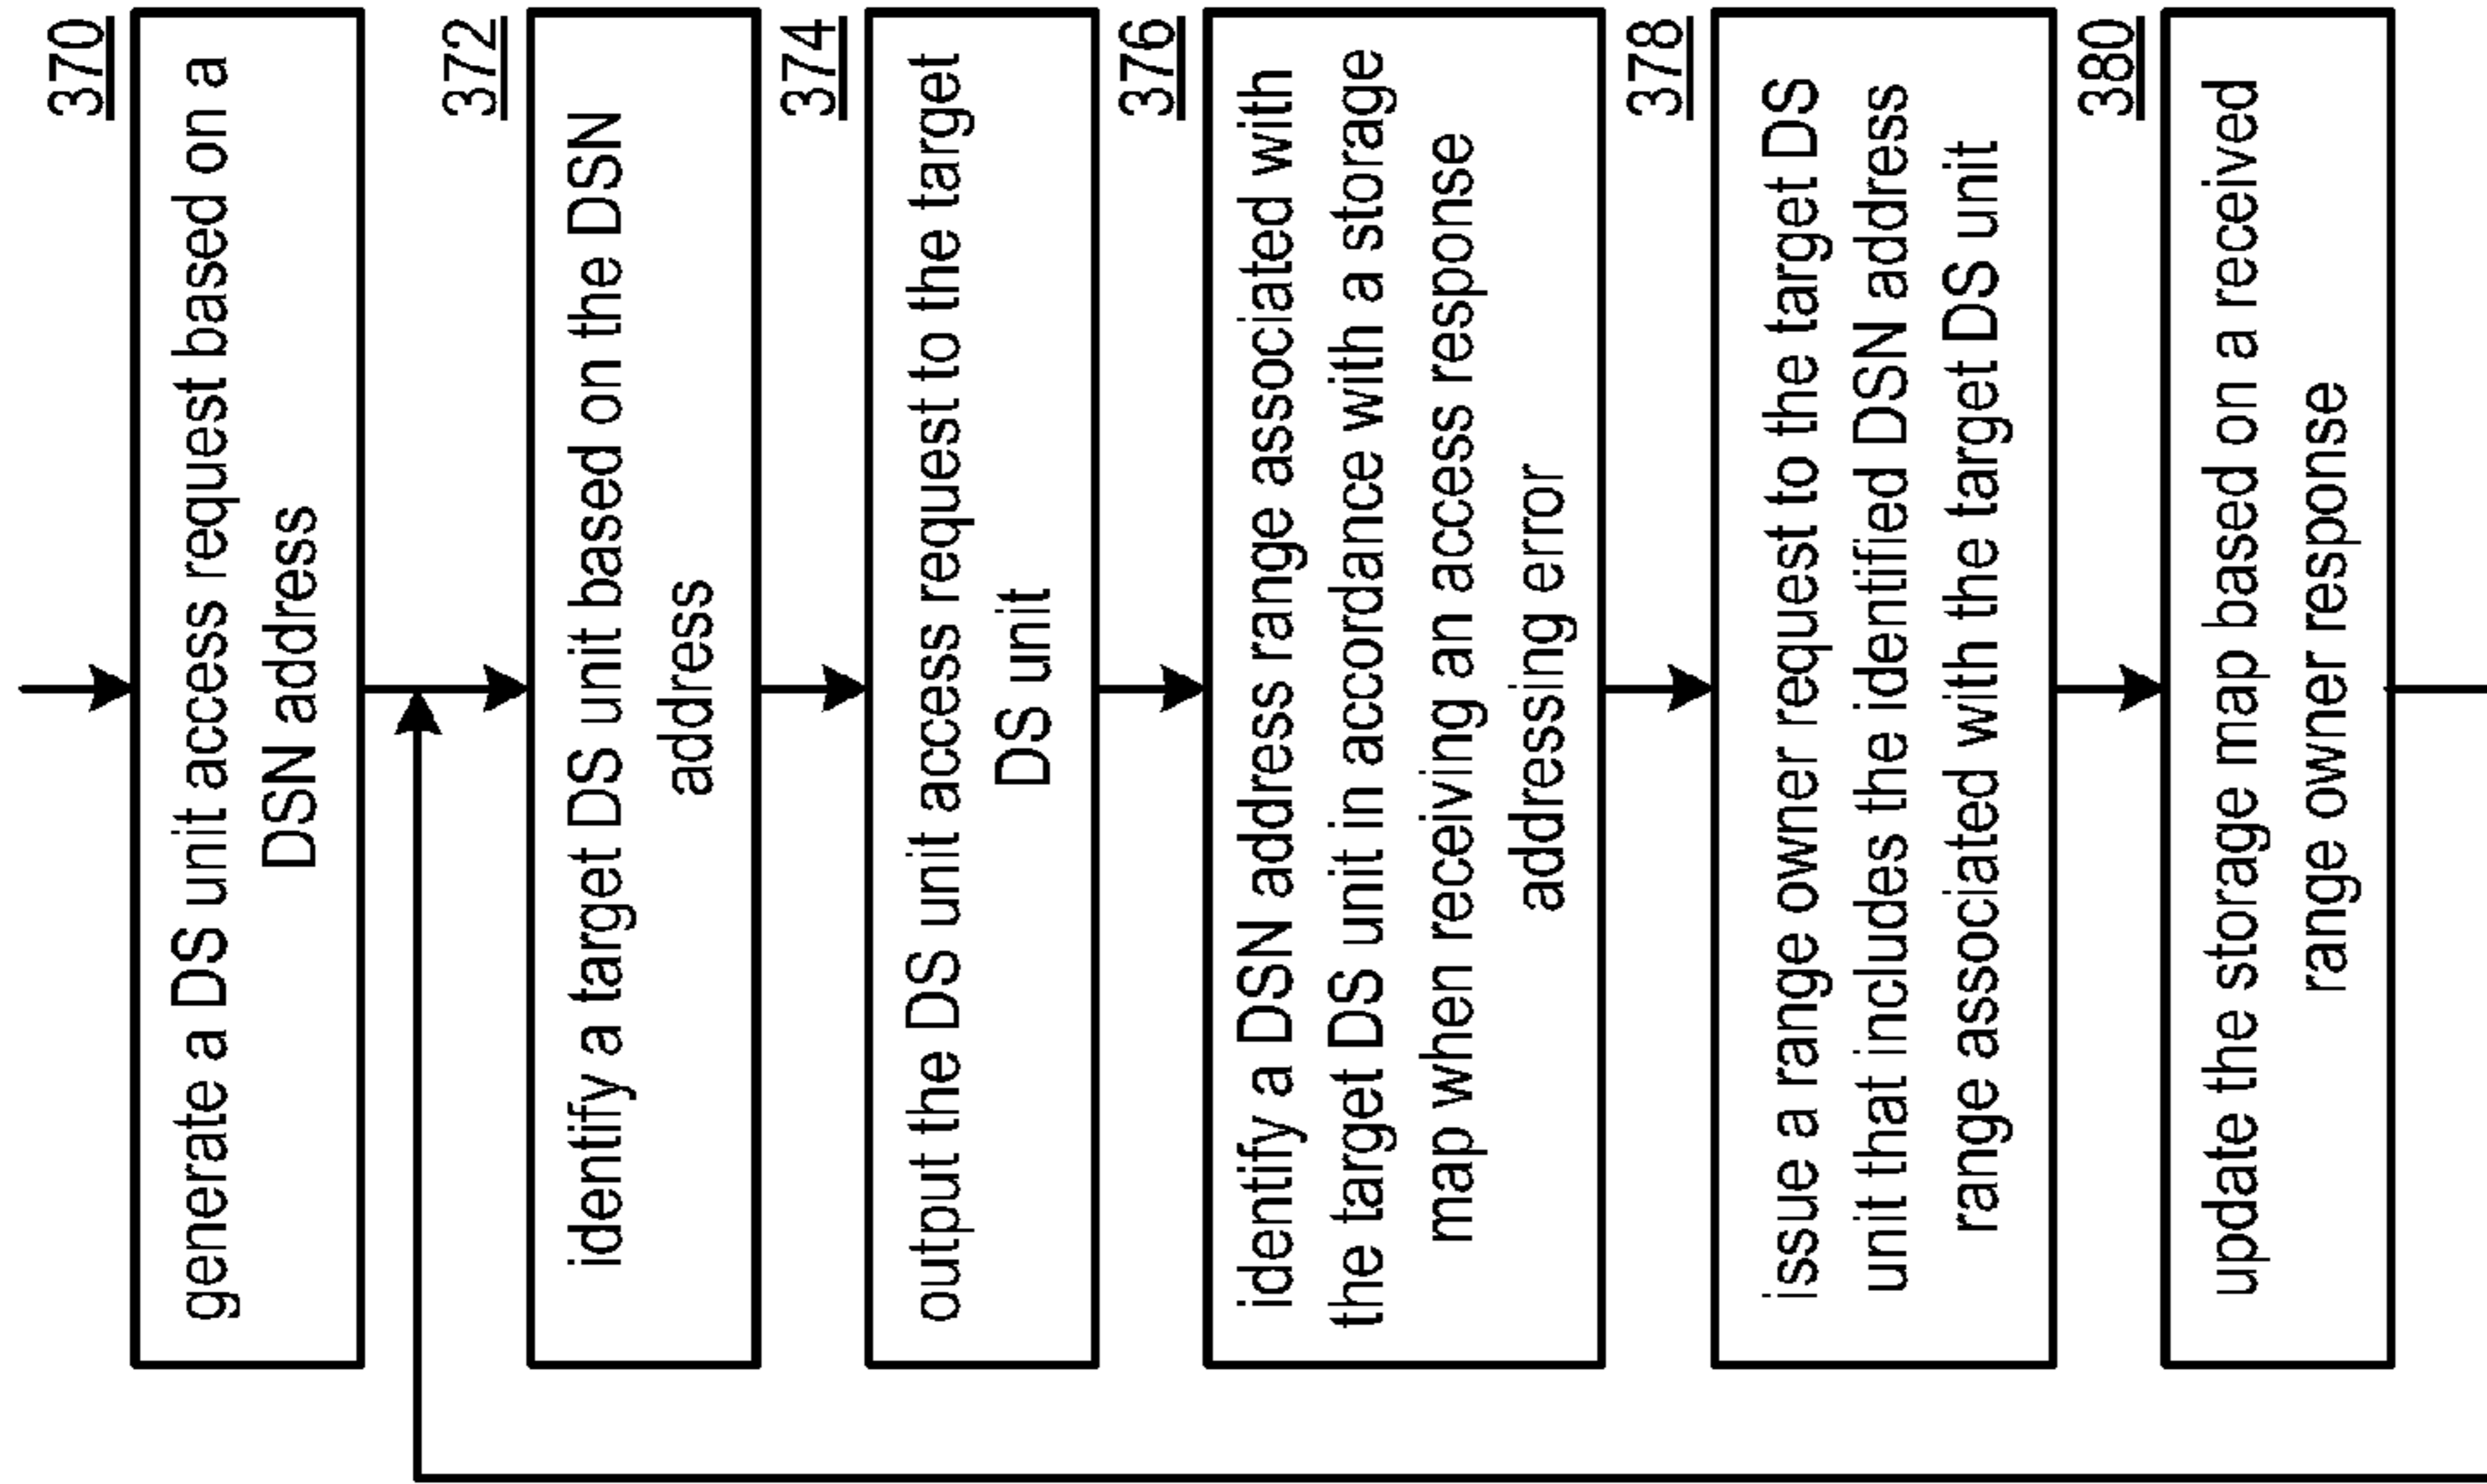 370
generate a DS unit access request based on a
DSN address
372
identify a target DS unit based on the DSN
address
374
output the DS unit access request to the target
DS unit
376
identify a DSN address range associated with
the target DS unit in accordance with a storage
map when receiving an access response
addressing error
378
issue a range owner request to the target DS
unit that includes the identified DSN address
range associated with the target DS unit
380
update the storage map based on a received
range owner response